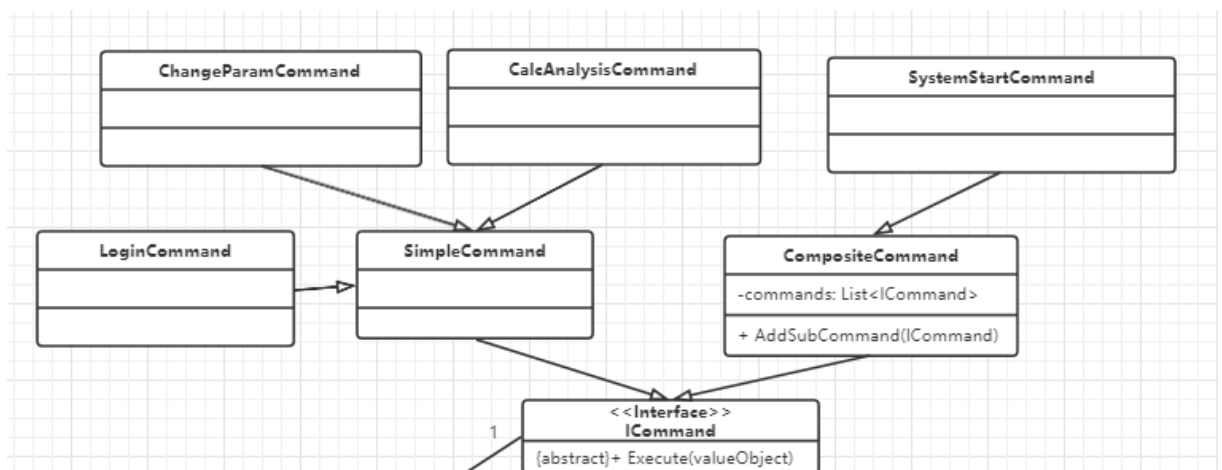 ChangeParamCommand
CalcAnalysisCommand
SystemStartCommand
LoginCommand
SimpleCommand
CompositeCommand
-commands: List<ICommand>
+ AddSubCommand(ICommand)
<<Interface>>
ICommand
1
{abstract}+ Execute(valueObject)